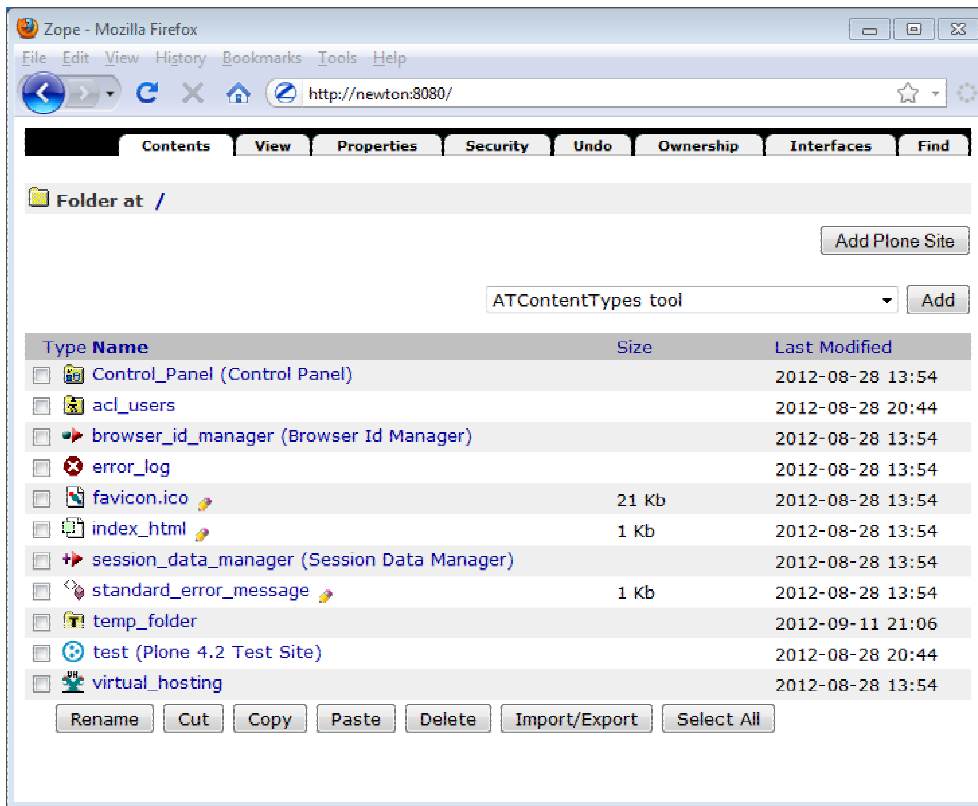 Zope - Mozilla Firefox
File Edit View History Bookmarks Tools Help
http://newton:8080/
Contents View Properties Security Undo Ownership Interfaces Find
Folder at /
Add Plone Site
ATContentTypes tool Add
Type Name Size Last Modified
Control_Panel (Control Panel) 2012-08-28 13:54
acl_users 2012-08-28 20:44
browser_id_manager (Browser Id Manager) 2012-08-28 13:54
error_log 2012-08-28 13:54
favicon.ico 21 Kb 2012-08-28 13:54
index_html 1 Kb 2012-08-28 13:54
session_data_manager (Session Data Manager) 2012-08-28 13:54
standard_error_message 1 Kb 2012-08-28 13:54
temp_folder 2012-09-11 21:06
test (Plone 4.2 Test Site) 2012-08-28 20:44
virtual_hosting 2012-08-28 13:54
Rename Cut Copy Paste Delete Import/Export Select All